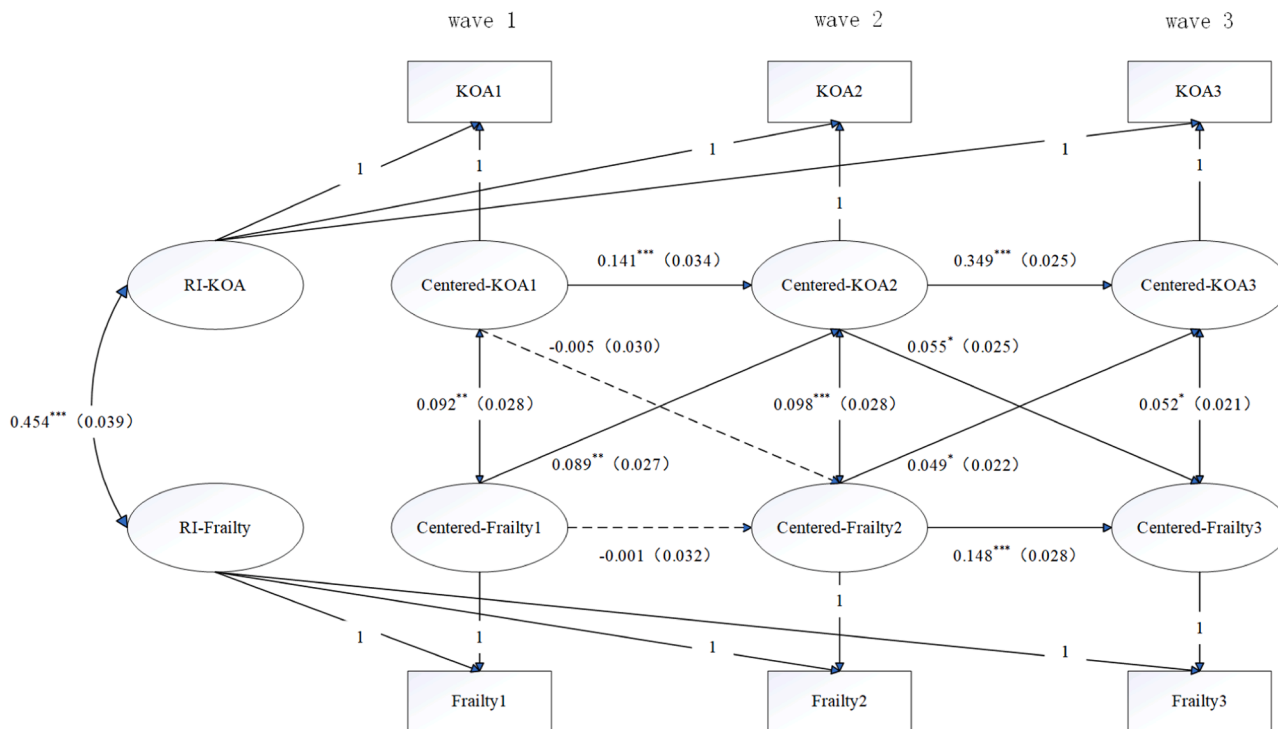 wave 1
wave 2
wave 3
KOA1
KOA2
KOA3
1
1
1
1
1
1
RI-KOA
Centered-KOA1
0.141***（0.034）
Centered-KOA2
0.349***（0.025）
Centered-KOA3
-0.005（0.030）
0.055*（0.025）
0.454***（0.039）
0.092**（0.028）
0.098***（0.028）
0.052*（0.021）
0.089**（0.027）
0.049*（0.022）
RI-Frailty
Centered-Frailty1
-0.001（0.032）
Centered-Frailty2
0.148***（0.028）
Centered-Frailty3
1
1
1
1
1
1
Frailty1
Frailty2
Frailty3